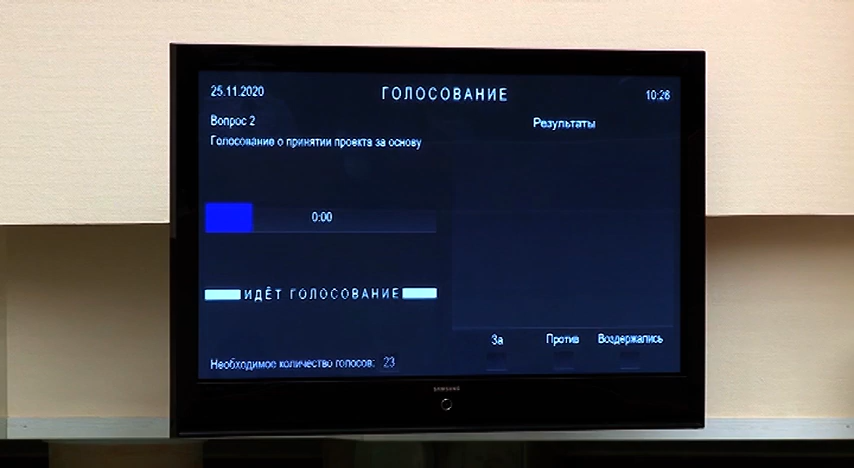 25.11.2020
ГОЛОСОВАНИЕ
10:26
Вопрос 2
Голосование о принятии проекта за основу
Результаты
0:00
ИДЁТ ГОЛОСОВАНИЕ
За
Против
Воздержались
Необходимое количество голосов: 23
SAMSUNG